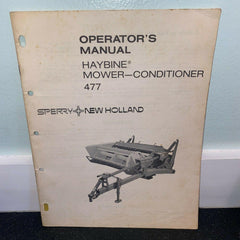 OPERATOR'S
MANUAL
HAYBINE®
MOWER—CONDITIONER
477
SPERRY NEW HOLLAND